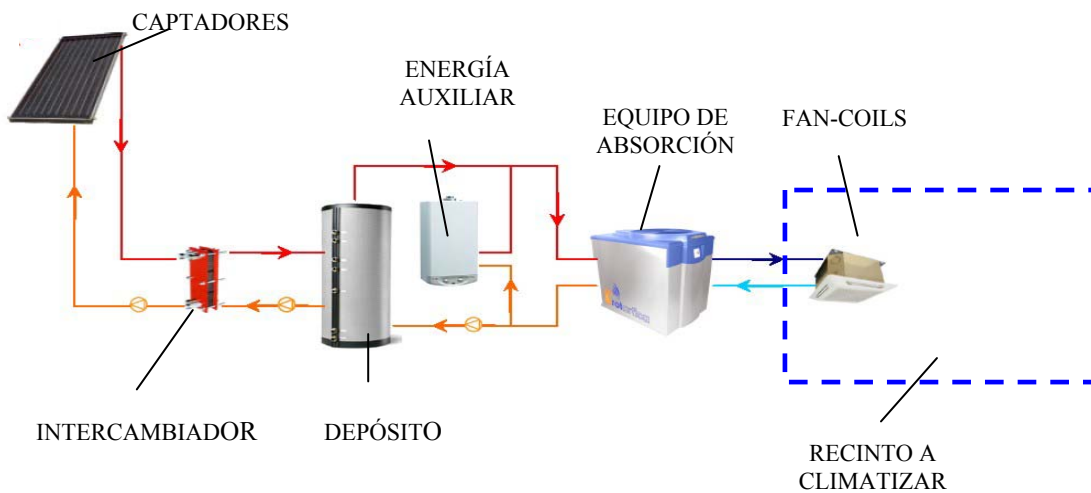 CAPTADORES
ENERGÍA
AUXILIAR
EQUIPO DE
ABSORCIÓN
FAN-COILS
INTERCAMBIADOR
DEPÓSITO
RECINTO A
CLIMATIZAR